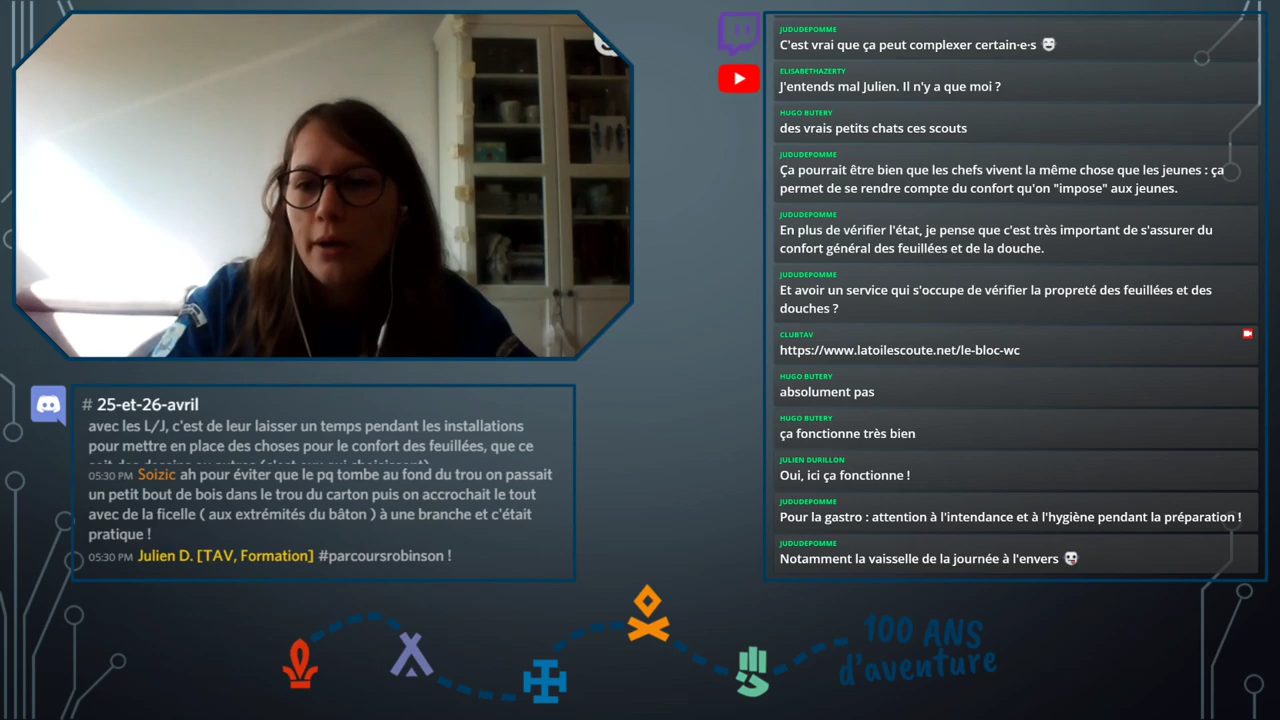 JUDUDEPOMME
C'est vrai que ça peut complexer certain·e·s
ELISABETHAZERTY
J'entends mal Julien. Il n'y a que moi ?
HUGO BUTERY
des vrais petits chats ces scouts
JUDUDEPOMME
Ça pourrait être bien que les chefs vivent la même chose que les jeunes : ça
permet de se rendre compte du confort qu'on "impose" aux jeunes.
JUDUDEPOMME
En plus de vérifier l'état, je pense que c'est très important de s'assurer du
confort général des feuillées et de la douche.
JUDUDEPOMME
Et avoir un service qui s'occupe de vérifier la propreté des feuillées et des
douches ?
CLUBTAV
https://www.latoilescoute.net/le-bloc-wc
HUGO BUTERY
absolument pas
HUGO BUTERY
ça fonctionne très bien
JULIEN DURILLON
Oui, ici ça fonctionne !
JUDUDEPOMME
Pour la gastro : attention à l'intendance et à l'hygiène pendant la préparation !
JUDUDEPOMME
Notamment la vaisselle de la journée à l'envers
# 25-et-26-avril
avec les L/J, c'est de leur laisser un temps pendant les installations
pour mettre en place des choses pour le confort des feuillées, que ce
05:30 PM Soizic ah pour éviter que le pq tombe au fond du trou on passait
un petit bout de bois dans le trou du carton puis on accrochait le tout
avec de la ficelle ( aux extrémités du bâton ) à une branche et c'était
pratique !
05:30 PM Julien D. [TAV, Formation] #parcoursrobinson !
100 ANS
d'aventure